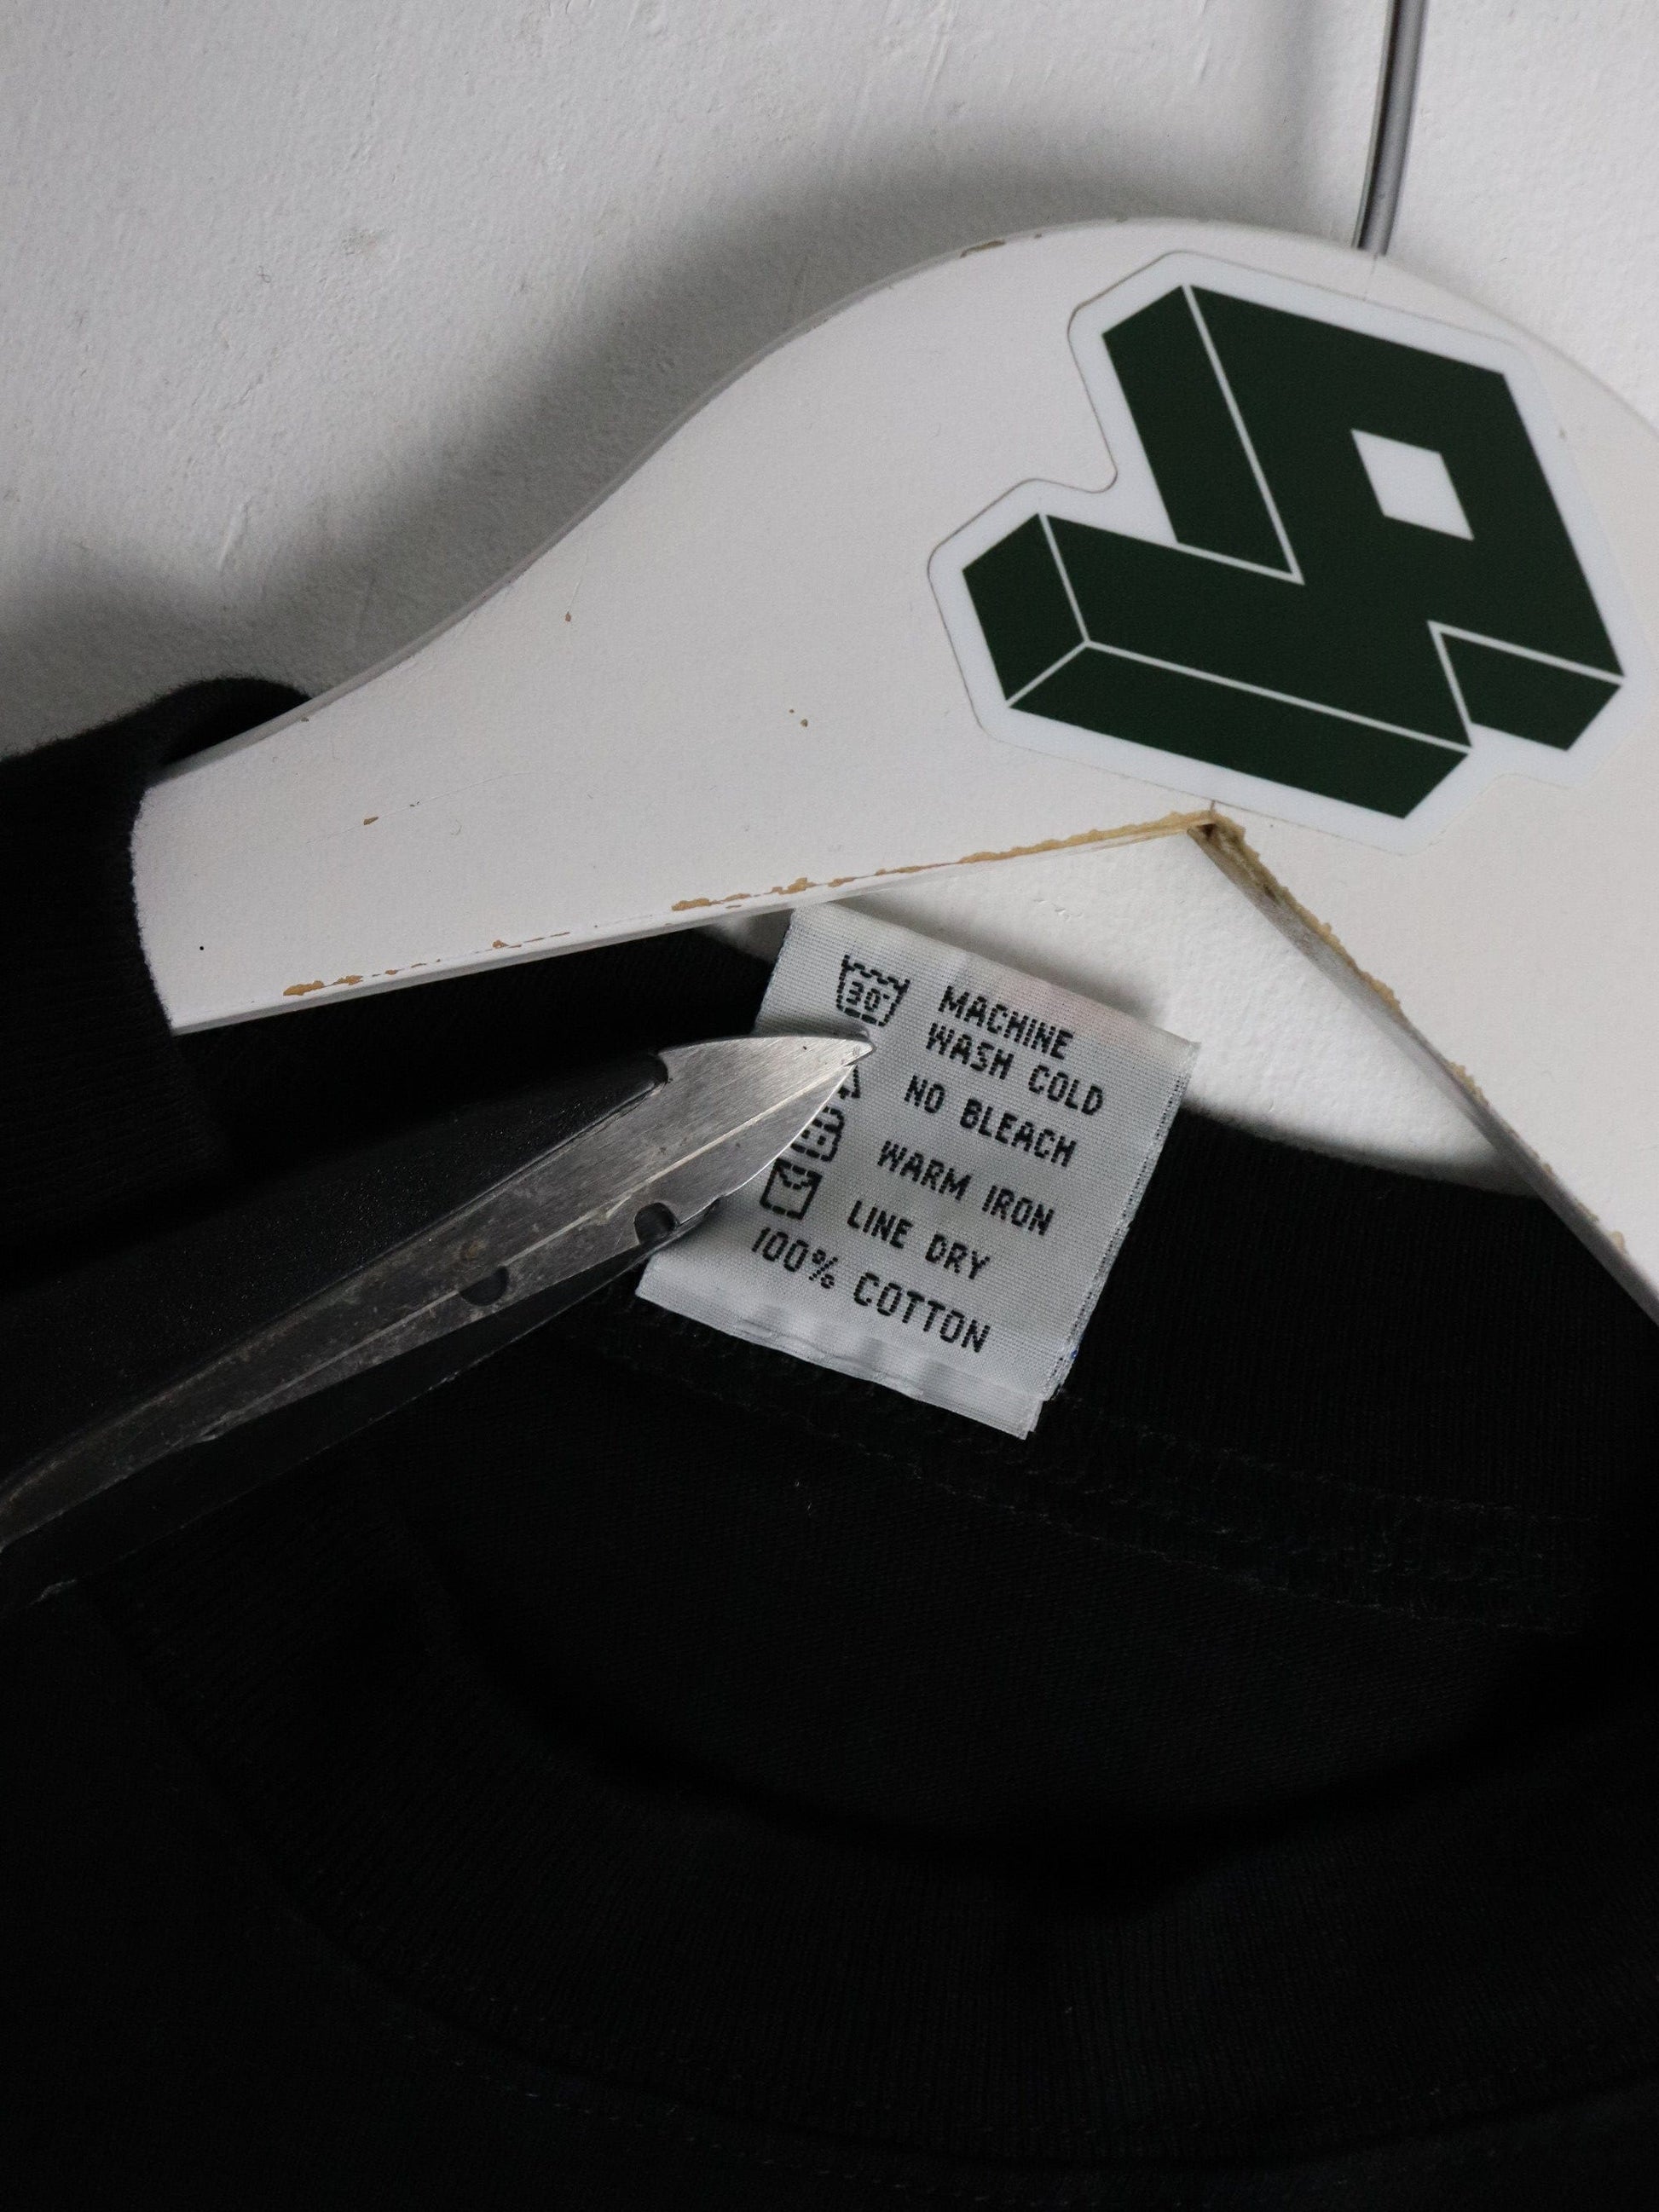 30°
MACHINE
WASH COLD
NO BLEACH
WARM IRON
LINE DRY
100% COTTON